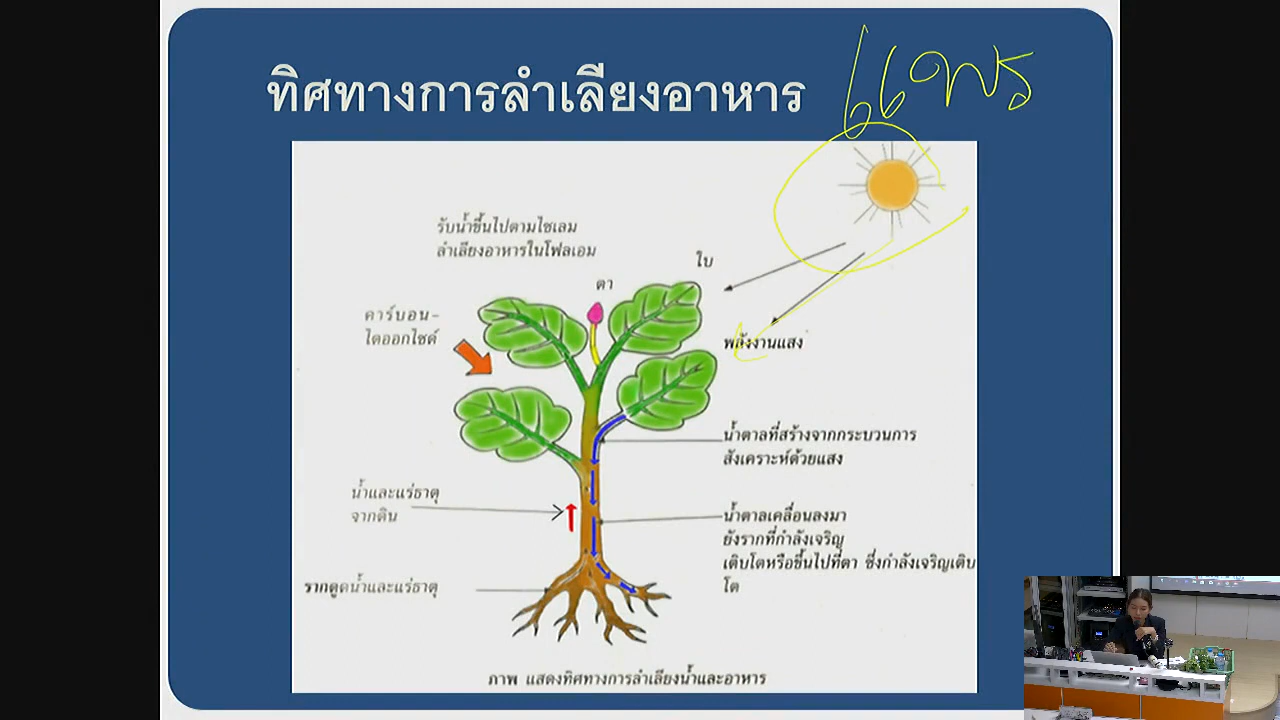 ทิศทางการลำเลียงอาหาร
รับน้ำขึ้นไปตามไซเลม
ลำเลียงอาหารในโฟลเอม
ใบ
ตา
คาร์บอน-
ไดออกไซด์
พลังงานแสง
น้ำตาลที่สร้างจากกระบวนการ
สังเคราะห์ด้วยแสง
น้ำและแร่ธาตุ
จากดิน
น้ำตาลเคลื่อนลงมา
ยังรากที่กำลังเจริญ
เติบโตหรือขึ้นไปที่ตา ซึ่งกำลังเจริญเติบ
โต
รากดูดน้ำและแร่ธาตุ
ภาพ แสดงทิศทางการลำเลียงน้ำและอาหาร